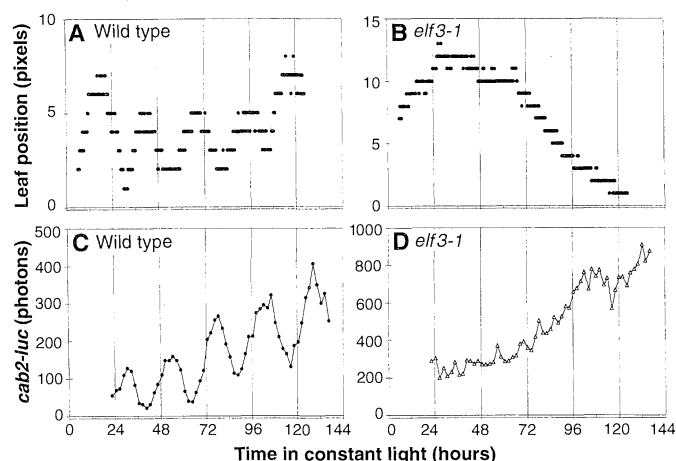 A Wild type
B elf3-1
Leaf position (pixels)
10
5
0
15
10
5
0
C Wild type
D elf3-1
cab2-luc (photons)
500
400
300
200
100
0
1000
800
600
400
200
0
0 24 48 72 96 120 144
0 24 48 72 96 120 144
Time in constant light (hours)